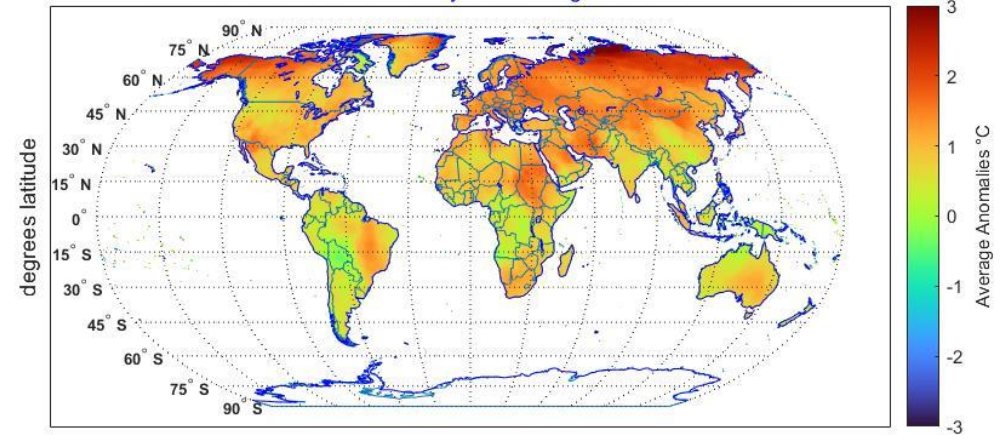 90° N
75° N
60° N
45° N
30° N
15° N
0°
15° S
30° S
45° S
60° S
75° S
90° S
degrees latitude
3
2
1
0
-1
-2
-3
Average Anomalies °C